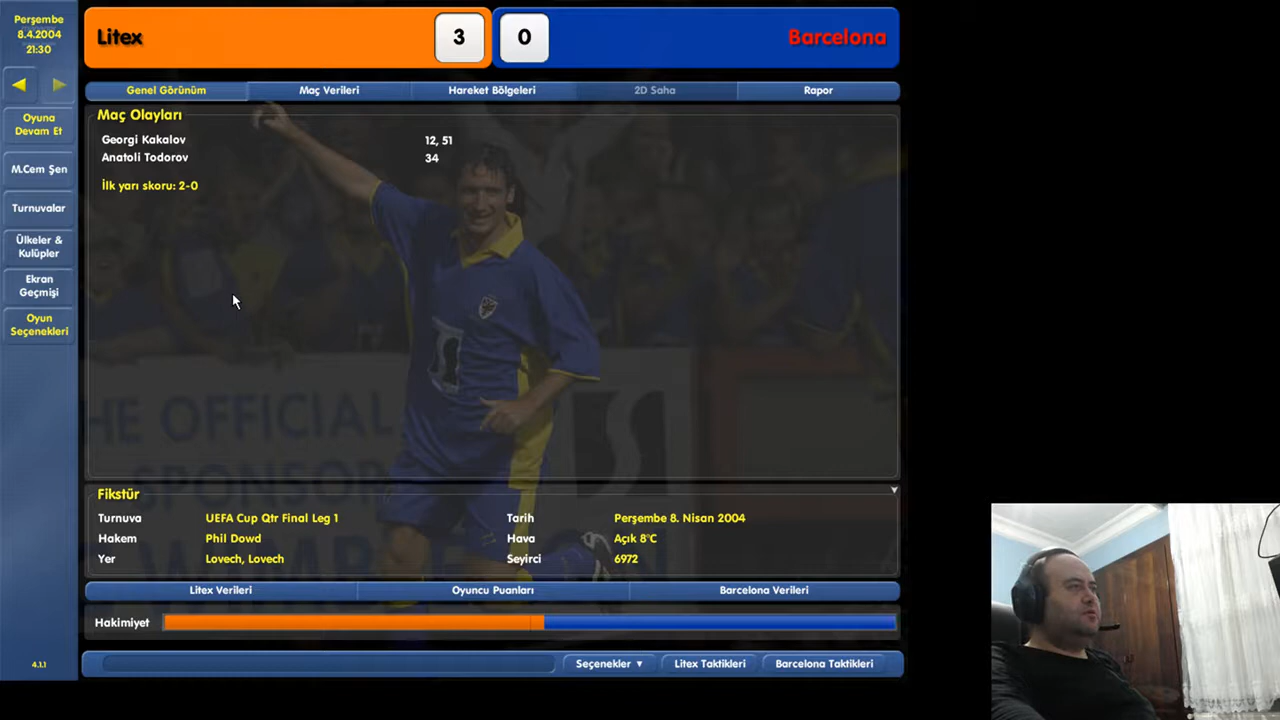 Perşembe
8.4.2004
21:30
Litex 3 0 Barcelona
Genel Görünüm Maç Verileri Hareket Bölgeleri 2D Saha Rapor
Oyuna
Devam Et
M.Cem Şen
Turnuvalar
Ülkeler &
Kulüpler
Ekran
Geçmişi
Oyun
Seçenekleri
4.1.1
Maç Olayları
Georgi Kakalov 12, 51
Anatoli Todorov 34
İlk yarı skoru: 2-0
THE OFFICIAL
SPONSOR
Fikstür
Turnuva UEFA Cup Qtr Final Leg 1 Tarih Perşembe 8. Nisan 2004
Hakem Phil Dowd Hava Açık 8°C
Yer Lovech, Lovech Seyirci 6972
Litex Verileri Oyuncu Puanları Barcelona Verileri
Hakimiyet
Seçenekler ▼ Litex Taktikleri Barcelona Taktikleri